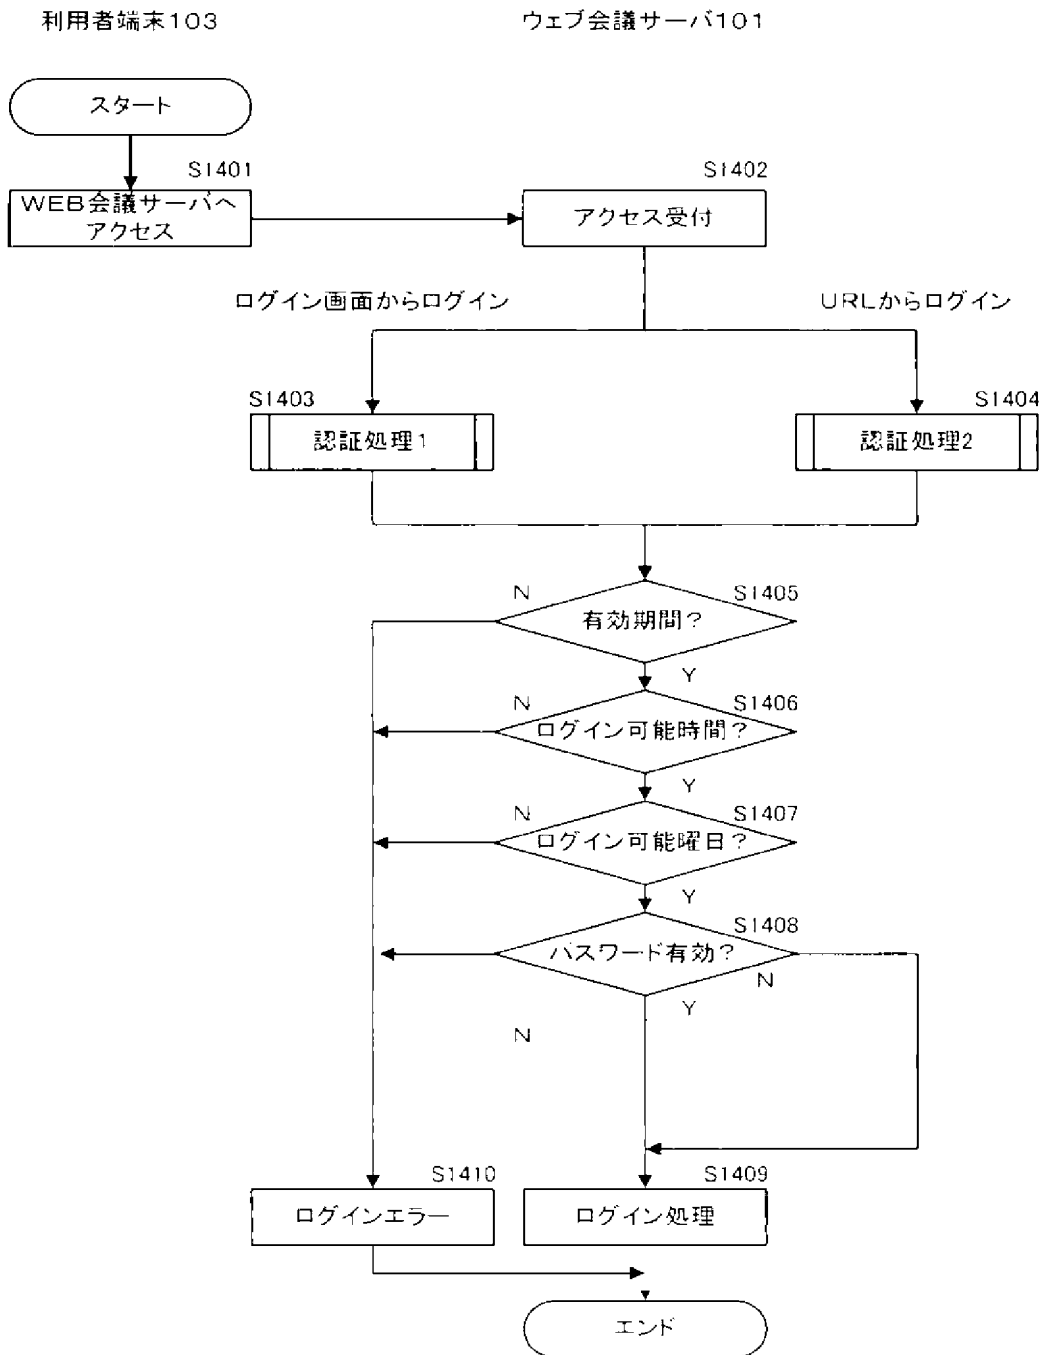 利用者端末103
ウェブ会議サーバ101
スタート
S1401
WEB会議サーバへ
アクセス
S1402
アクセス受付
ログイン画面からログイン
URLからログイン
S1403
認証処理1
S1404
認証処理2
N
S1405
有効期間?
Y
N
S1406
ログイン可能時間?
Y
N
S1407
ログイン可能曜日?
Y
S1408
パスワード有効?
N
Y
N
S1410
ログインエラー
S1409
ログイン処理
エンド